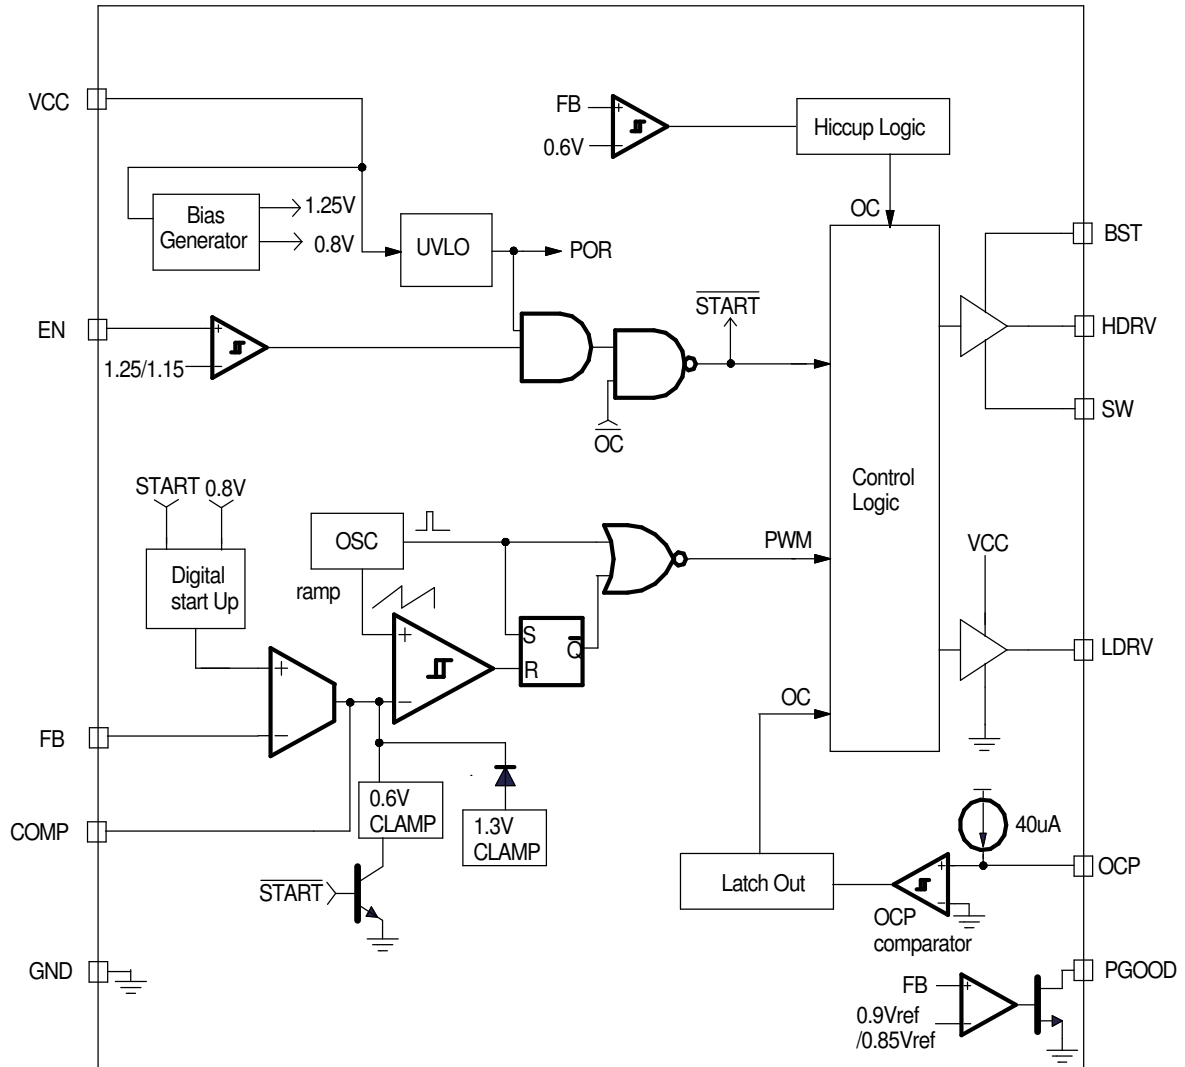 VCC
FB
+
0.6V
−
Hiccup Logic
OC
Bias
Generator
1.25V
0.8V
UVLO
POR
BST
START
EN
+
1.25/1.15
−
HDRV
OC
SW
START 0.8V
Control
Logic
OSC
PWM
VCC
Digital
start Up
ramp
+
S
Q
R
+
−
LDRV
OC
FB
−
0.6V
CLAMP
1.3V
CLAMP
40uA
COMP
START
Latch Out
+
−
OCP
OCP
comparator
GND
PGOOD
FB
+
0.9Vref
/0.85Vref
−